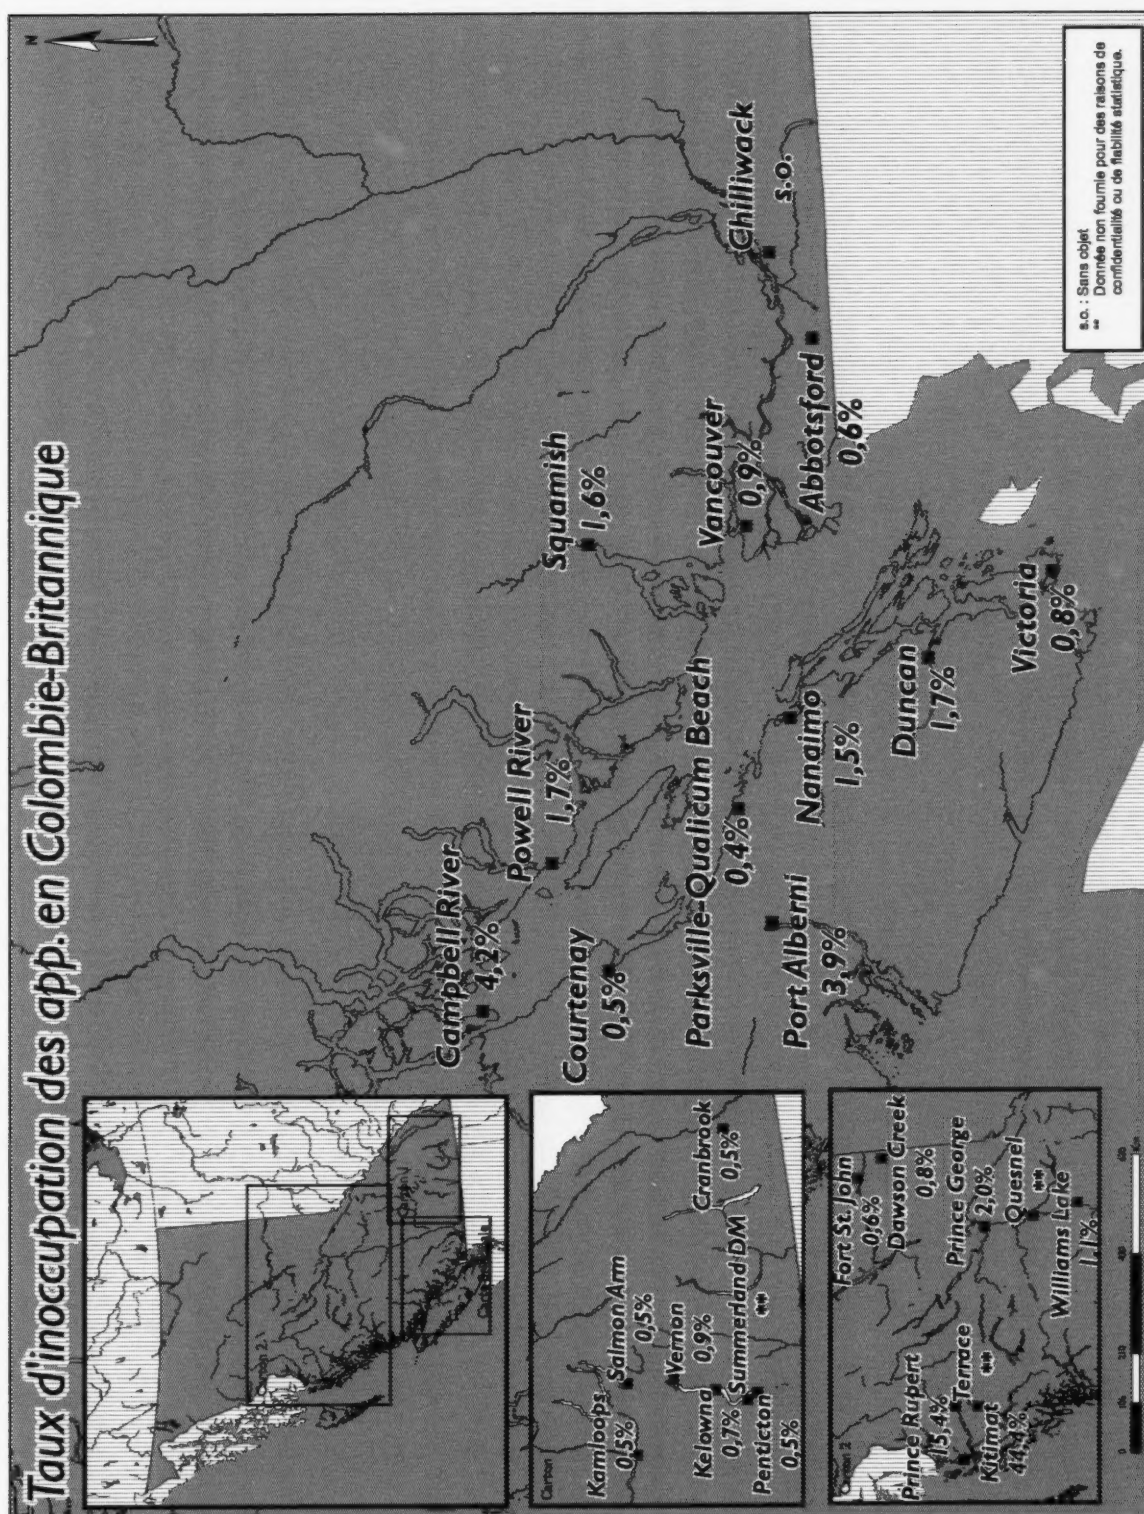 Taux d'inoccupation des app. en Colombie-Britannique
N
Campbell River
4,2%
Powell River
1,7%
Squamish
1,6%
Courtenay
0,5%
Parksville-Qualicum Beach
0,4%
Vancouver
0,9%
Chilliwack
s.o.
Abbotsford
0,6%
Port Alberni
3,9%
Nanaimo
1,5%
Duncan
1,7%
Victoria
0,8%
Carton 2
Carton
Kamloops
0,5%
Salmon Arm
0,5%
Vernon
0,9%
Kelowna
0,7%
Summerland DM
**
Penticton
0,5%
Cranbrook
0,5%
Carton 2
Fort St. John
0,6%
Dawson Creek
0,8%
Prince Rupert
15,4%
Terrace
**
Kitimat
44,4%
Prince George
2,0%
Quesnel
**
Williams Lake
1,1%
s.o. : Sans objet
** Donnée non fournie pour des raisons de
confidentialité ou de fiabilité statistique.